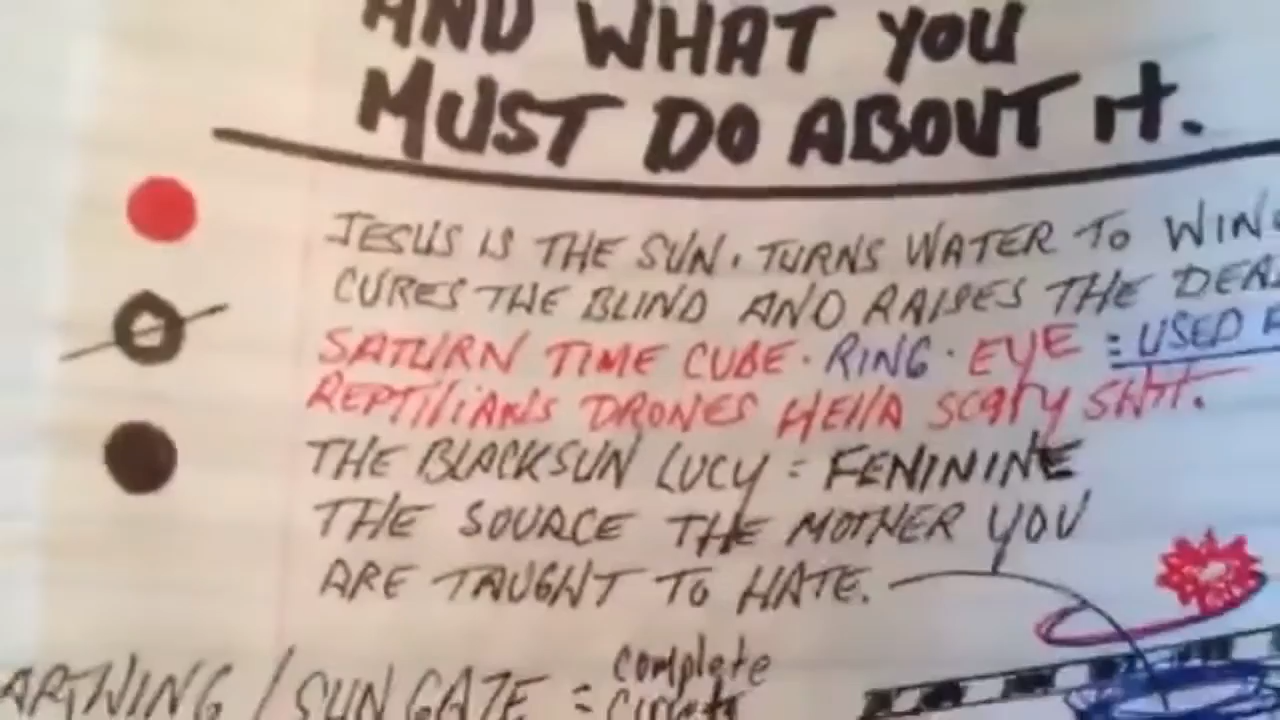 AND WHAT YOU
MUST DO ABOUT IT.
JESUS IS THE SUN. TURNS WATER TO
CURES THE BLIND AND RAISES THE
SATURN TIME CUBE. RING. EYE = USED
REPTILIANS DRONES HELLA SCARY SHIT.
THE BLACKSUN LUCY = FENININE
THE SOURCE THE MOTHER YOU
ARE TAUGHT TO HATE.
/ SUN GAZE = complete